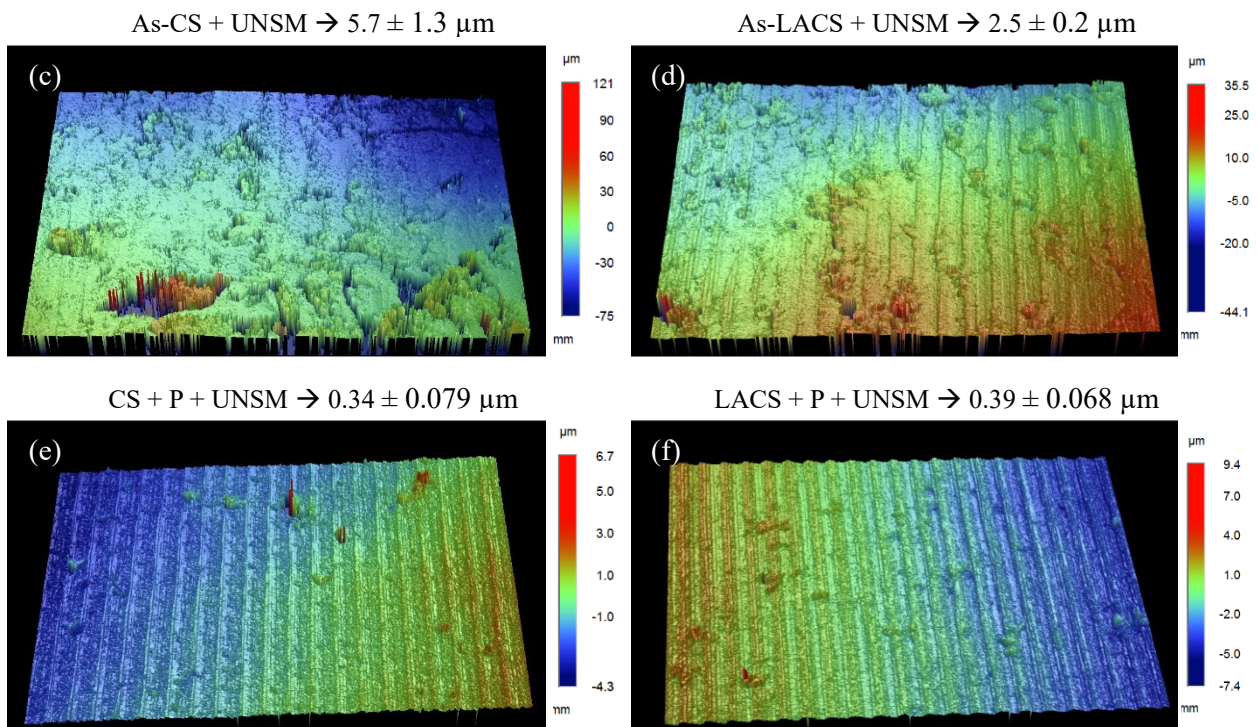 As-CS + UNSM → 5.7 ± 1.3 µm
As-LACS + UNSM → 2.5 ± 0.2 µm
(c)
µm
121
90
60
30
0
-30
-75
mm
(d)
µm
35.5
25.0
10.0
-5.0
-20.0
-44.1
mm
CS + P + UNSM → 0.34 ± 0.079 µm
LACS + P + UNSM → 0.39 ± 0.068 µm
(e)
µm
6.7
5.0
3.0
1.0
-1.0
-4.3
mm
(f)
µm
9.4
7.0
4.0
1.0
-2.0
-5.0
-7.4
mm